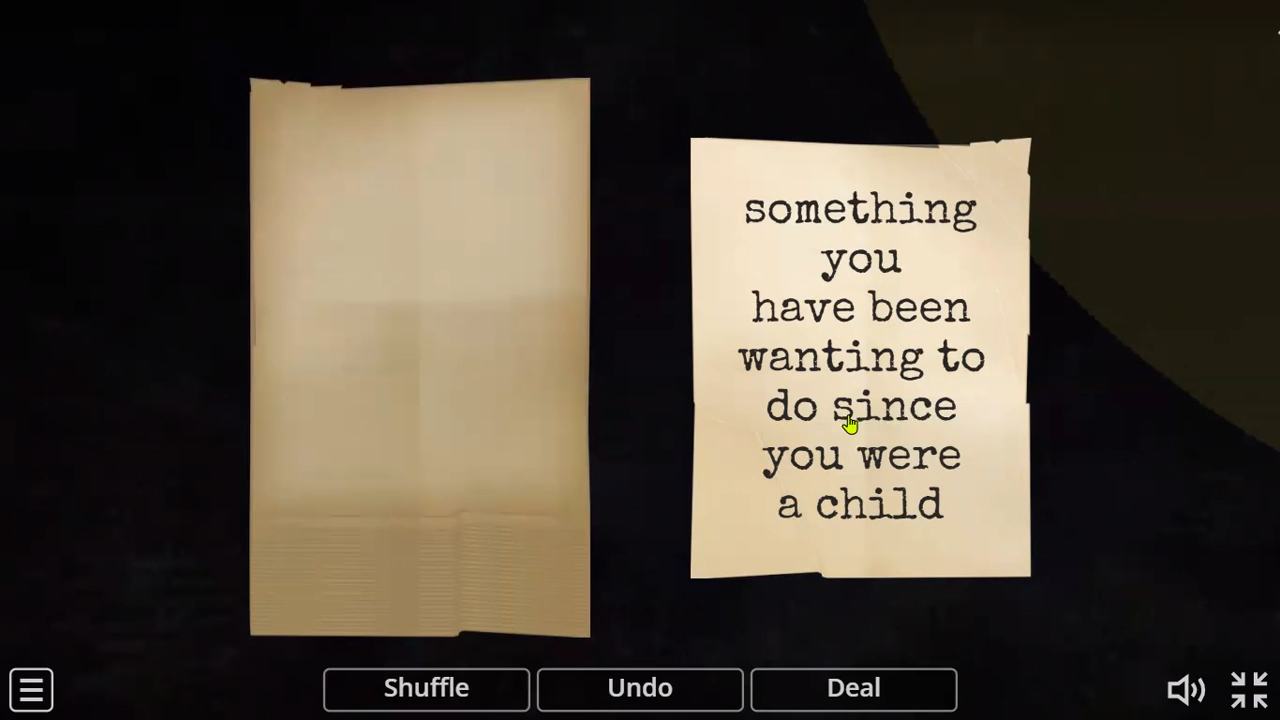 something
you
have been
wanting to
do since
you were
a child
Shuffle
Undo
Deal